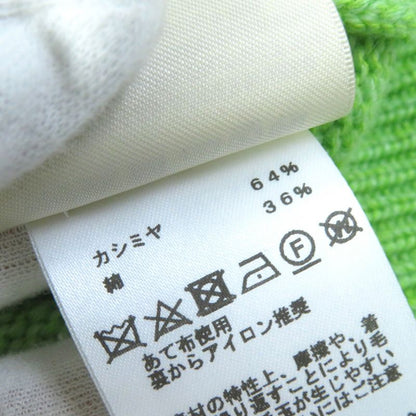 カシミヤ 64%
綿 36%
F
あて布使用
裏からアイロン推奨
素材の特性上、摩擦や、着
り返すことにより毛
が生じやすい
はご注意